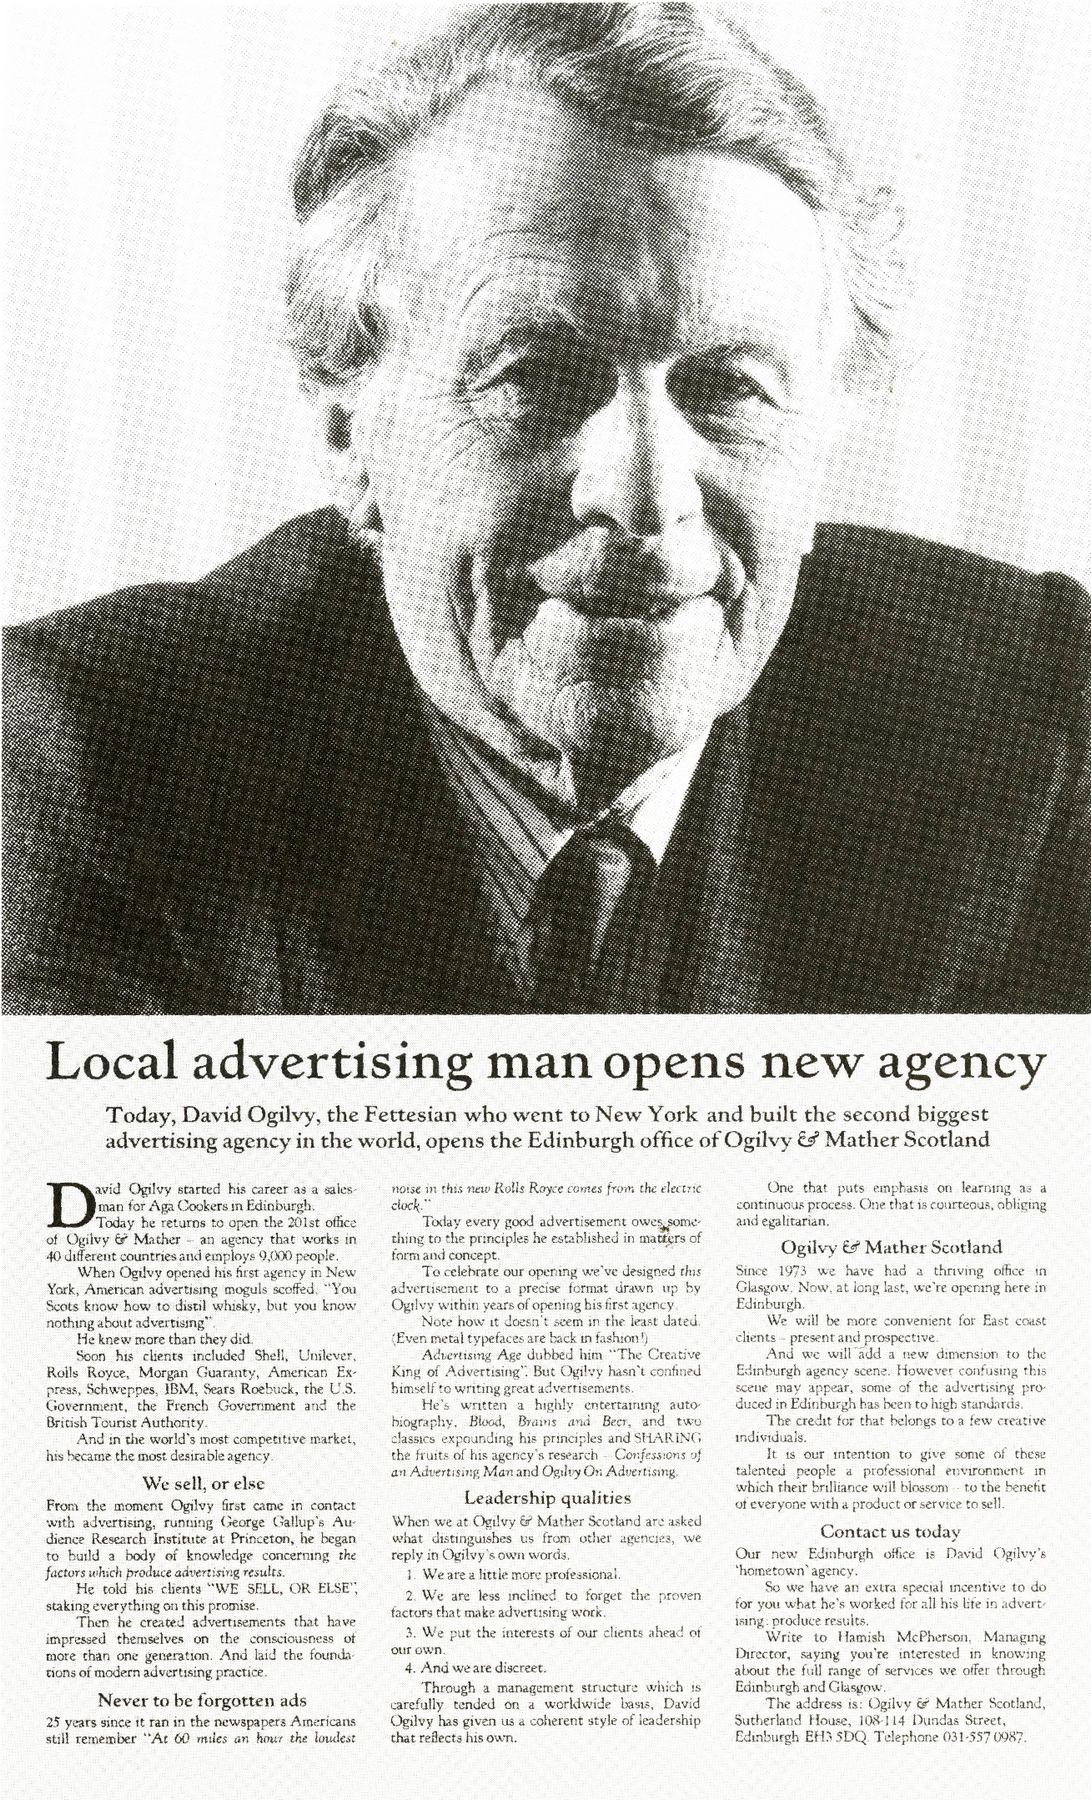 Local advertising man opens new agency
Today, David Ogilvy, the Fettesian who went to New York and built the second biggest
advertising agency in the world, opens the Edinburgh office of Ogilvy & Mather Scotland
David Ogilvy started his career as a sales-
man for Aga Cookers in Edinburgh.
Today he returns to open the 201st office
of Ogilvy & Mather – an agency that works in
40 different countries and employs 9,000 people.
When Ogilvy opened his first agency in New
York, American advertising moguls scoffed. “You
Scots know how to distil whisky, but you know
nothing about advertising”.
He knew more than they did.
Soon his clients included Shell, Unilever,
Rolls Royce, Morgan Guaranty, American Ex-
press, Schweppes, IBM, Sears Roebuck, the U.S.
Government, the French Government and the
British Tourist Authority.
And in the world's most competitive market,
his became the most desirable agency.
We sell, or else
From the moment Ogilvy first came in contact
with advertising, running George Gallup's Au-
dience Research Institute at Princeton, he began
to build a body of knowledge concerning the
factors which produce advertising results.
He told his clients “WE SELL, OR ELSE”,
staking everything on this promise.
Then he created advertisements that have
impressed themselves on the consciousness of
more than one generation. And laid the founda-
tions of modern advertising practice.
Never to be forgotten ads
25 years since it ran in the newspapers Americans
still remember “At 60 miles an hour the loudest
noise in this new Rolls Royce comes from the electric
clock.”
Today every good advertisement owes some-
thing to the principles he established in matters of
form and concept.
To celebrate our opening we've designed this
advertisement to a precise format drawn up by
Ogilvy within years of opening his first agency.
Note how it doesn't seem in the least dated.
(Even metal typefaces are back in fashion!)
Advertising Age dubbed him “The Creative
King of Advertising”. But Ogilvy hasn't confined
himself to writing great advertisements.
He's written a highly entertaining auto-
biography, Blood, Brains and Beer, and two
classics expounding his principles and SHARING
the fruits of his agency's research – Confessions of
an Advertising Man and Ogilvy On Advertising.
Leadership qualities
When we at Ogilvy & Mather Scotland are asked
what distinguishes us from other agencies, we
reply in Ogilvy's own words.
1. We are a little more professional.
2. We are less inclined to forget the proven
factors that make advertising work.
3. We put the interests of our clients ahead of
our own.
4. And we are discreet.
Through a management structure which is
carefully tended on a worldwide basis, David
Ogilvy has given us a coherent style of leadership
that reflects his own.
One that puts emphasis on learning as a
continuous process. One that is courteous, obliging
and egalitarian.
Ogilvy & Mather Scotland
Since 1973 we have had a thriving office in
Glasgow. Now, at long last, we're opening here in
Edinburgh.
We will be more convenient for East coast
clients – present and prospective.
And we will add a new dimension to the
Edinburgh agency scene. However confusing this
scene may appear, some of the advertising pro-
duced in Edinburgh has been to high standards.
The credit for that belongs to a few creative
individuals.
It is our intention to give some of these
talented people a professional environment in
which their brilliance will blossom – to the benefit
of everyone with a product or service to sell.
Contact us today
Our new Edinburgh office is David Ogilvy's
‘hometown’ agency.
So we have an extra special incentive to do
for you what he's worked for all his life in advert-
ising: produce results.
Write to Hamish McPherson, Managing
Director, saying you're interested in knowing
about the full range of services we offer through
Edinburgh and Glasgow.
The address is: Ogilvy & Mather Scotland,
Sutherland House, 108-114 Dundas Street,
Edinburgh EH3 5DQ. Telephone 031-557 0987.